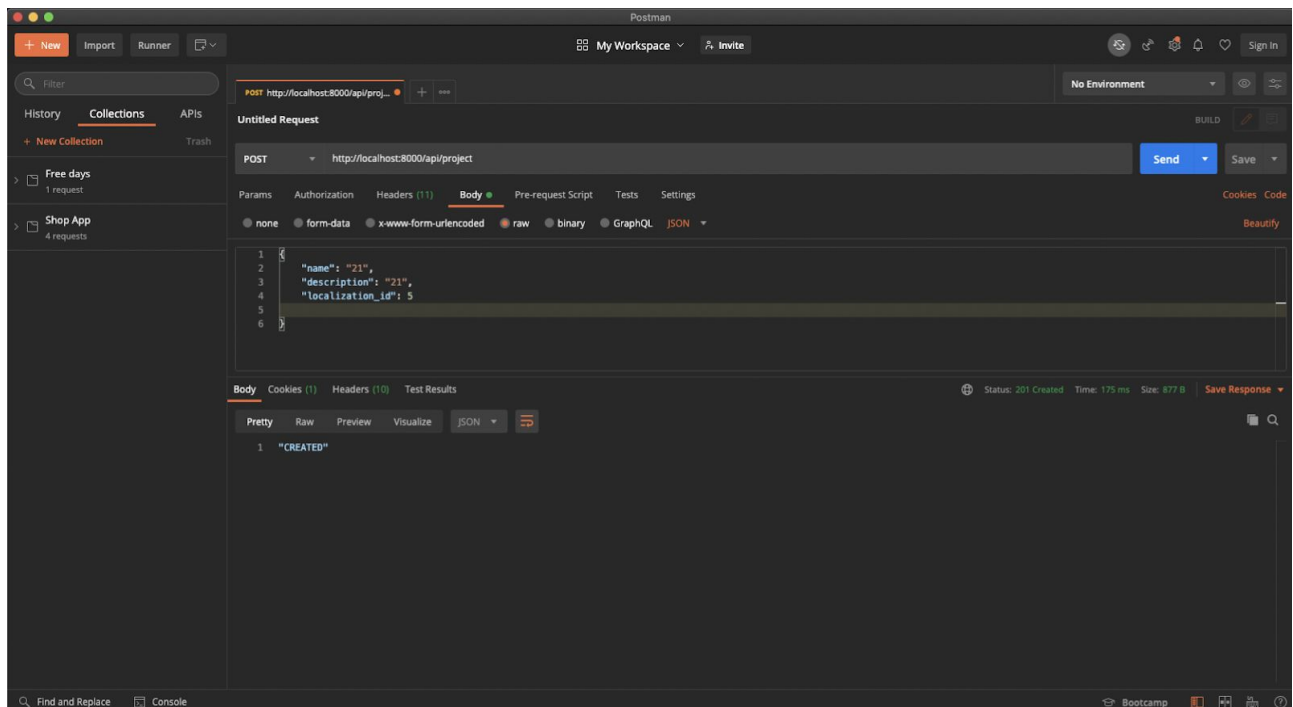 Postman
+ New Import Runner My Workspace Invite Sign In
Filter
POST http://localhost:8000/api/proj... No Environment
History Collections APIs
Untitled Request BUILD
+ New Collection Trash
POST http://localhost:8000/api/project Send Save
Free days
1 request
Params Authorization Headers (11) Body Pre-request Script Tests Settings Cookies Code
Shop App
4 requests
none form-data x-www-form-urlencoded raw binary GraphQL JSON Beautify
1 {
2 "name": "21",
3 "description": "21",
4 "localization_id": 5
5
6 }
Body Cookies (1) Headers (10) Test Results Status: 201 Created Time: 175 ms Size: 877 B Save Response
Pretty Raw Preview Visualize JSON
1 "CREATED"
Find and Replace Console Bootcamp